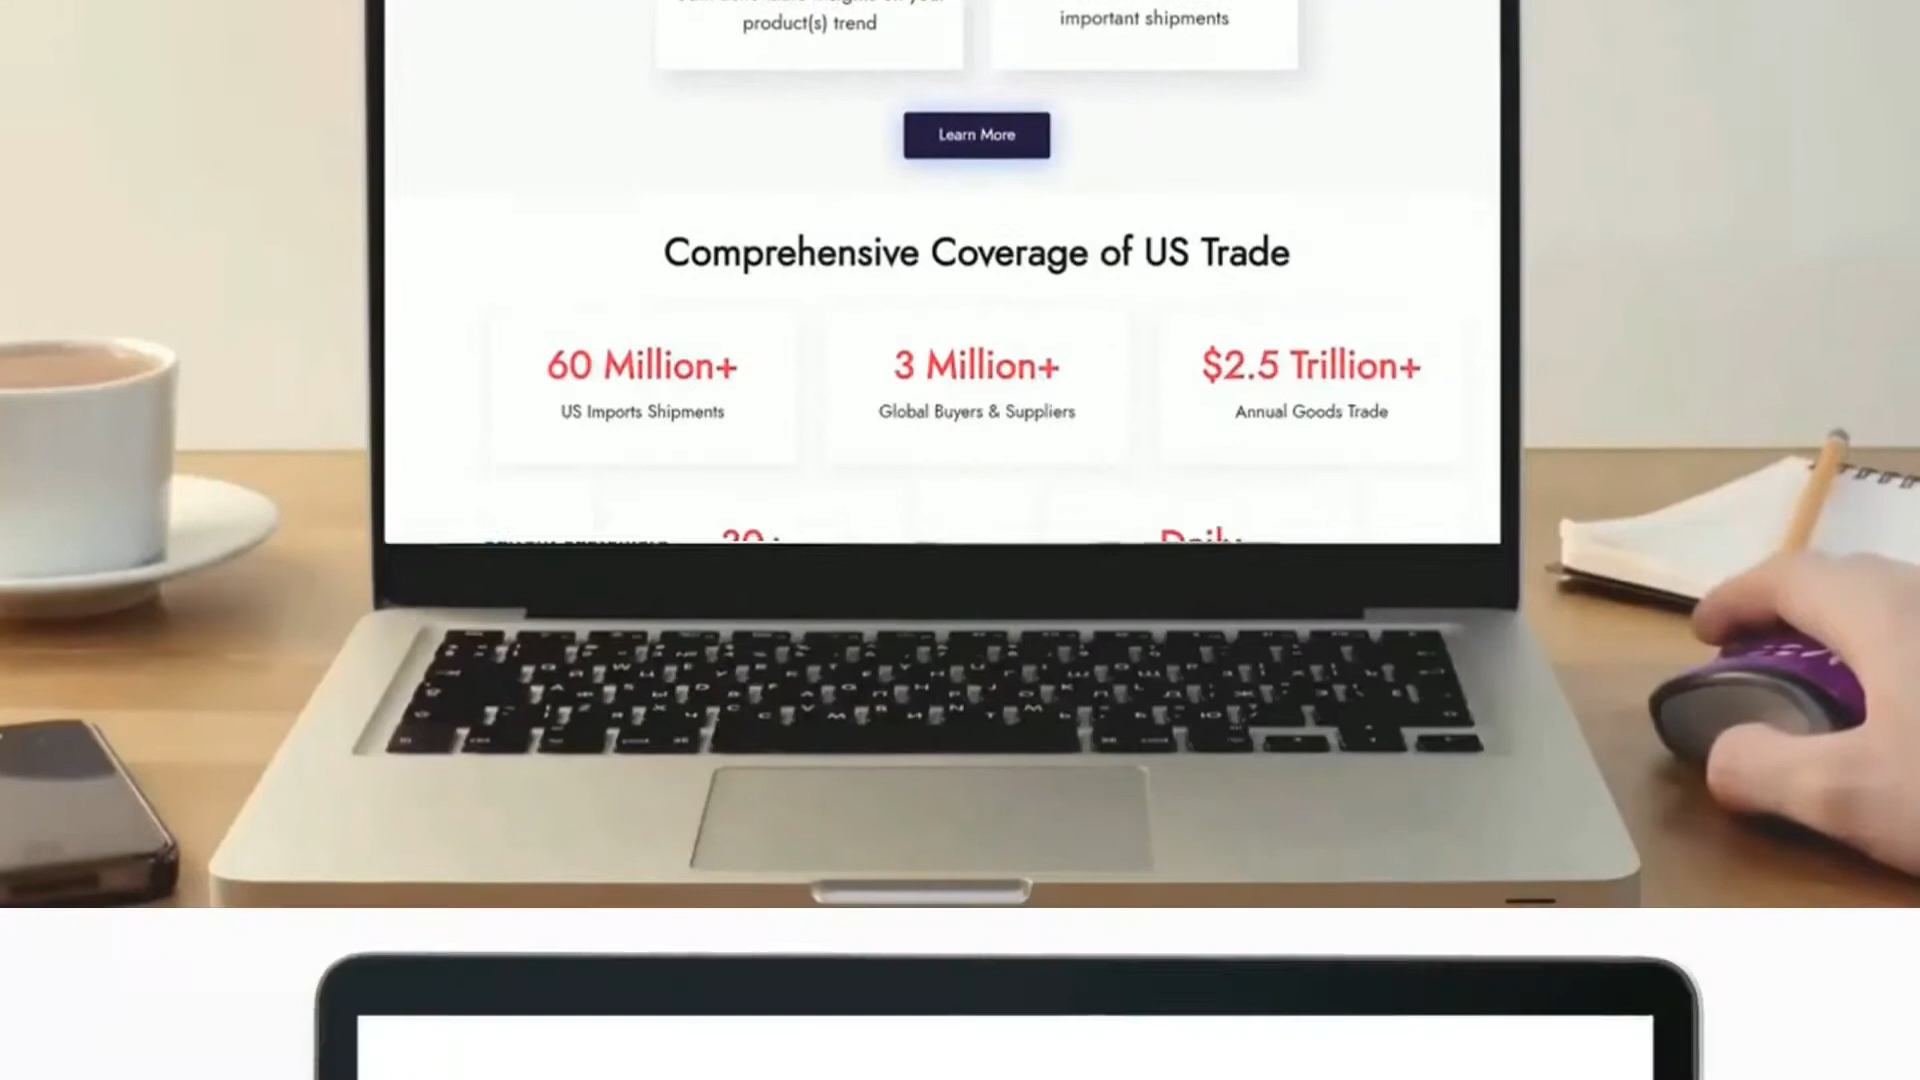 product(s) trend
important shipments
Learn More
Comprehensive Coverage of US Trade
60 Million+
3 Million+
$2.5 Trillion+
US Imports Shipments
Global Buyers & Suppliers
Annual Goods Trade